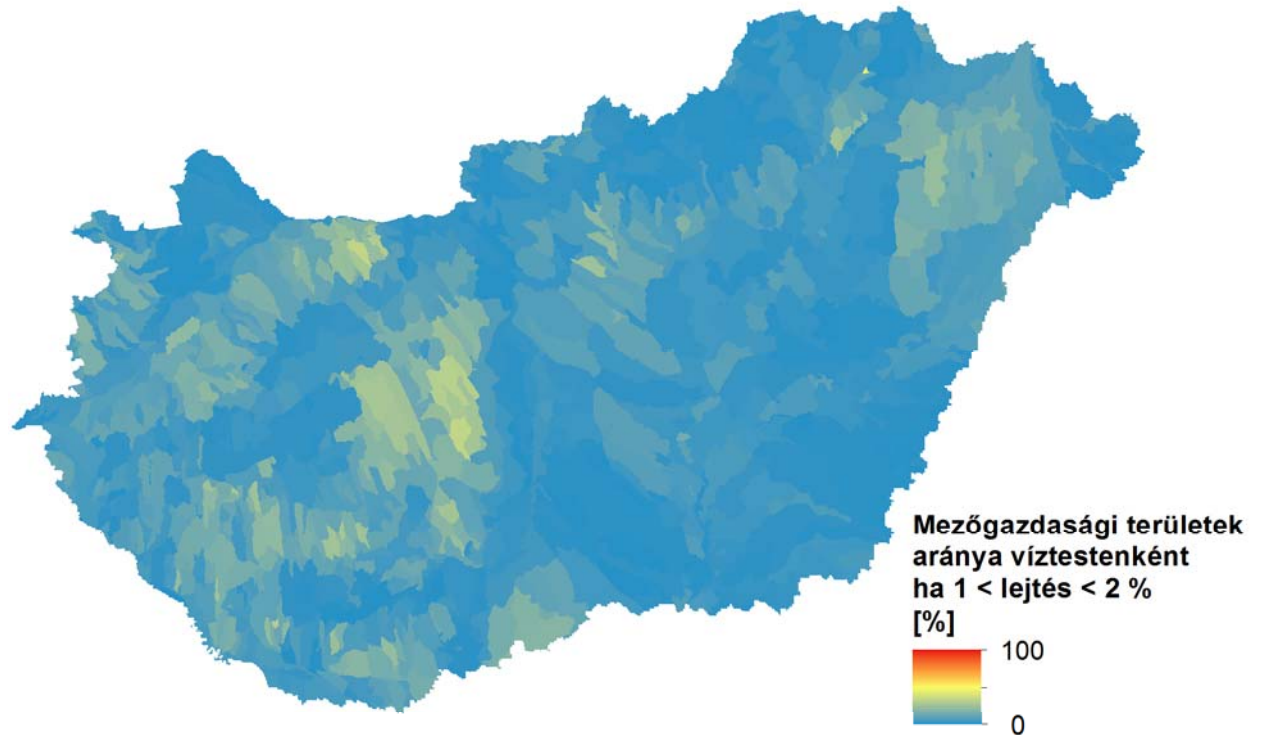 Mezőgazdasági területek
aránya víztestenként
ha 1 < lejtés < 2 %
[%]
100
0